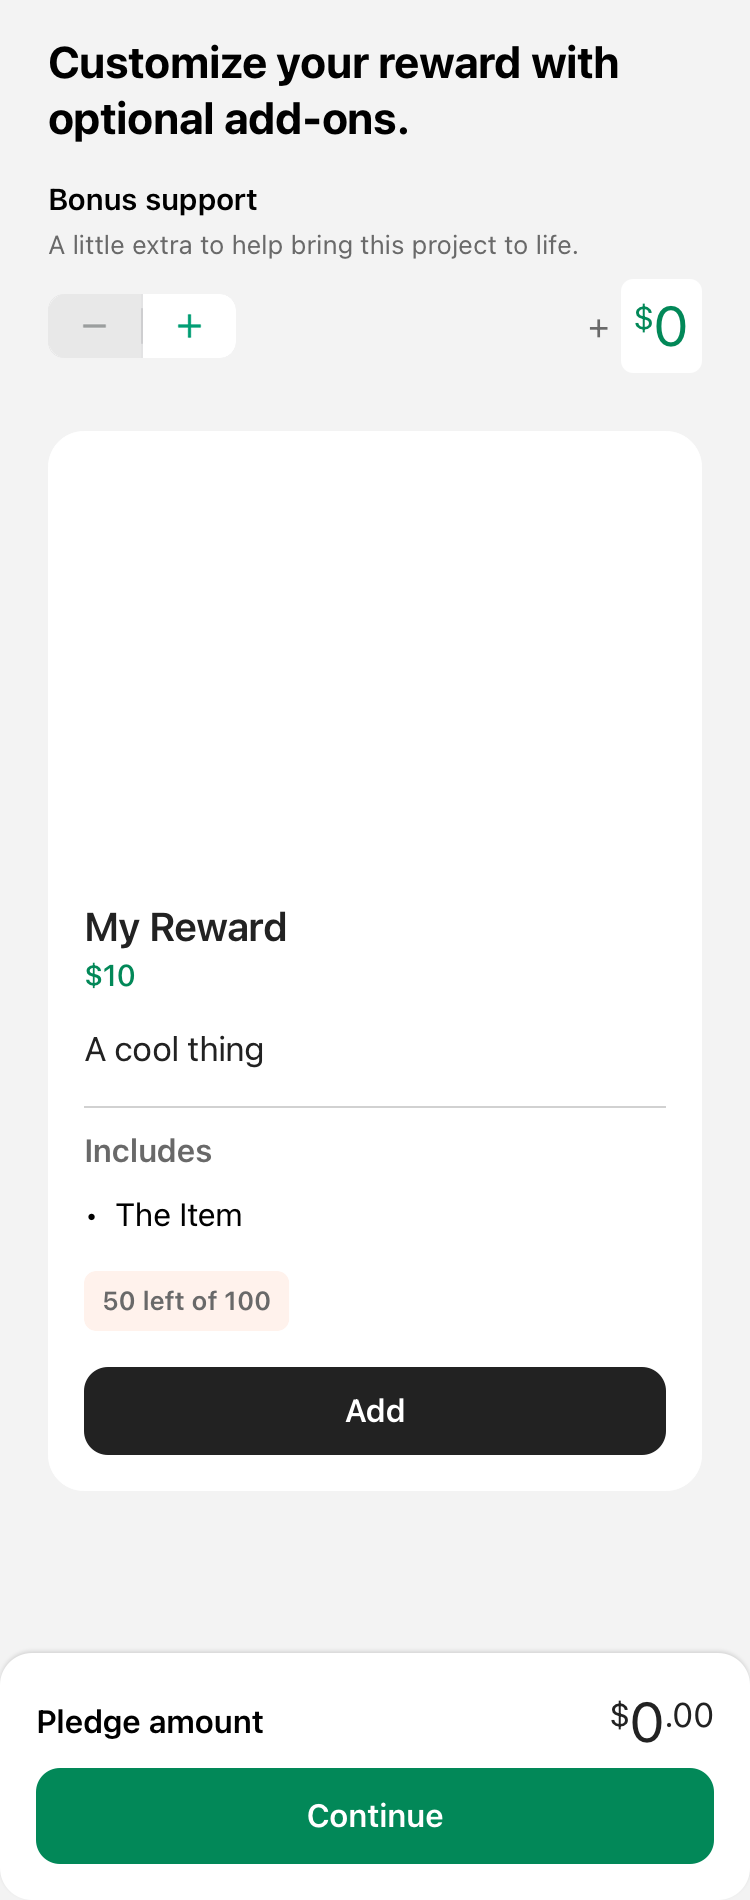 Customize your reward with
optional add-ons.
Bonus support
A little extra to help bring this project to life.
− +
+ $0
My Reward
$10
A cool thing
Includes
• The Item
50 left of 100
Add
Pledge amount $0.00
Continue